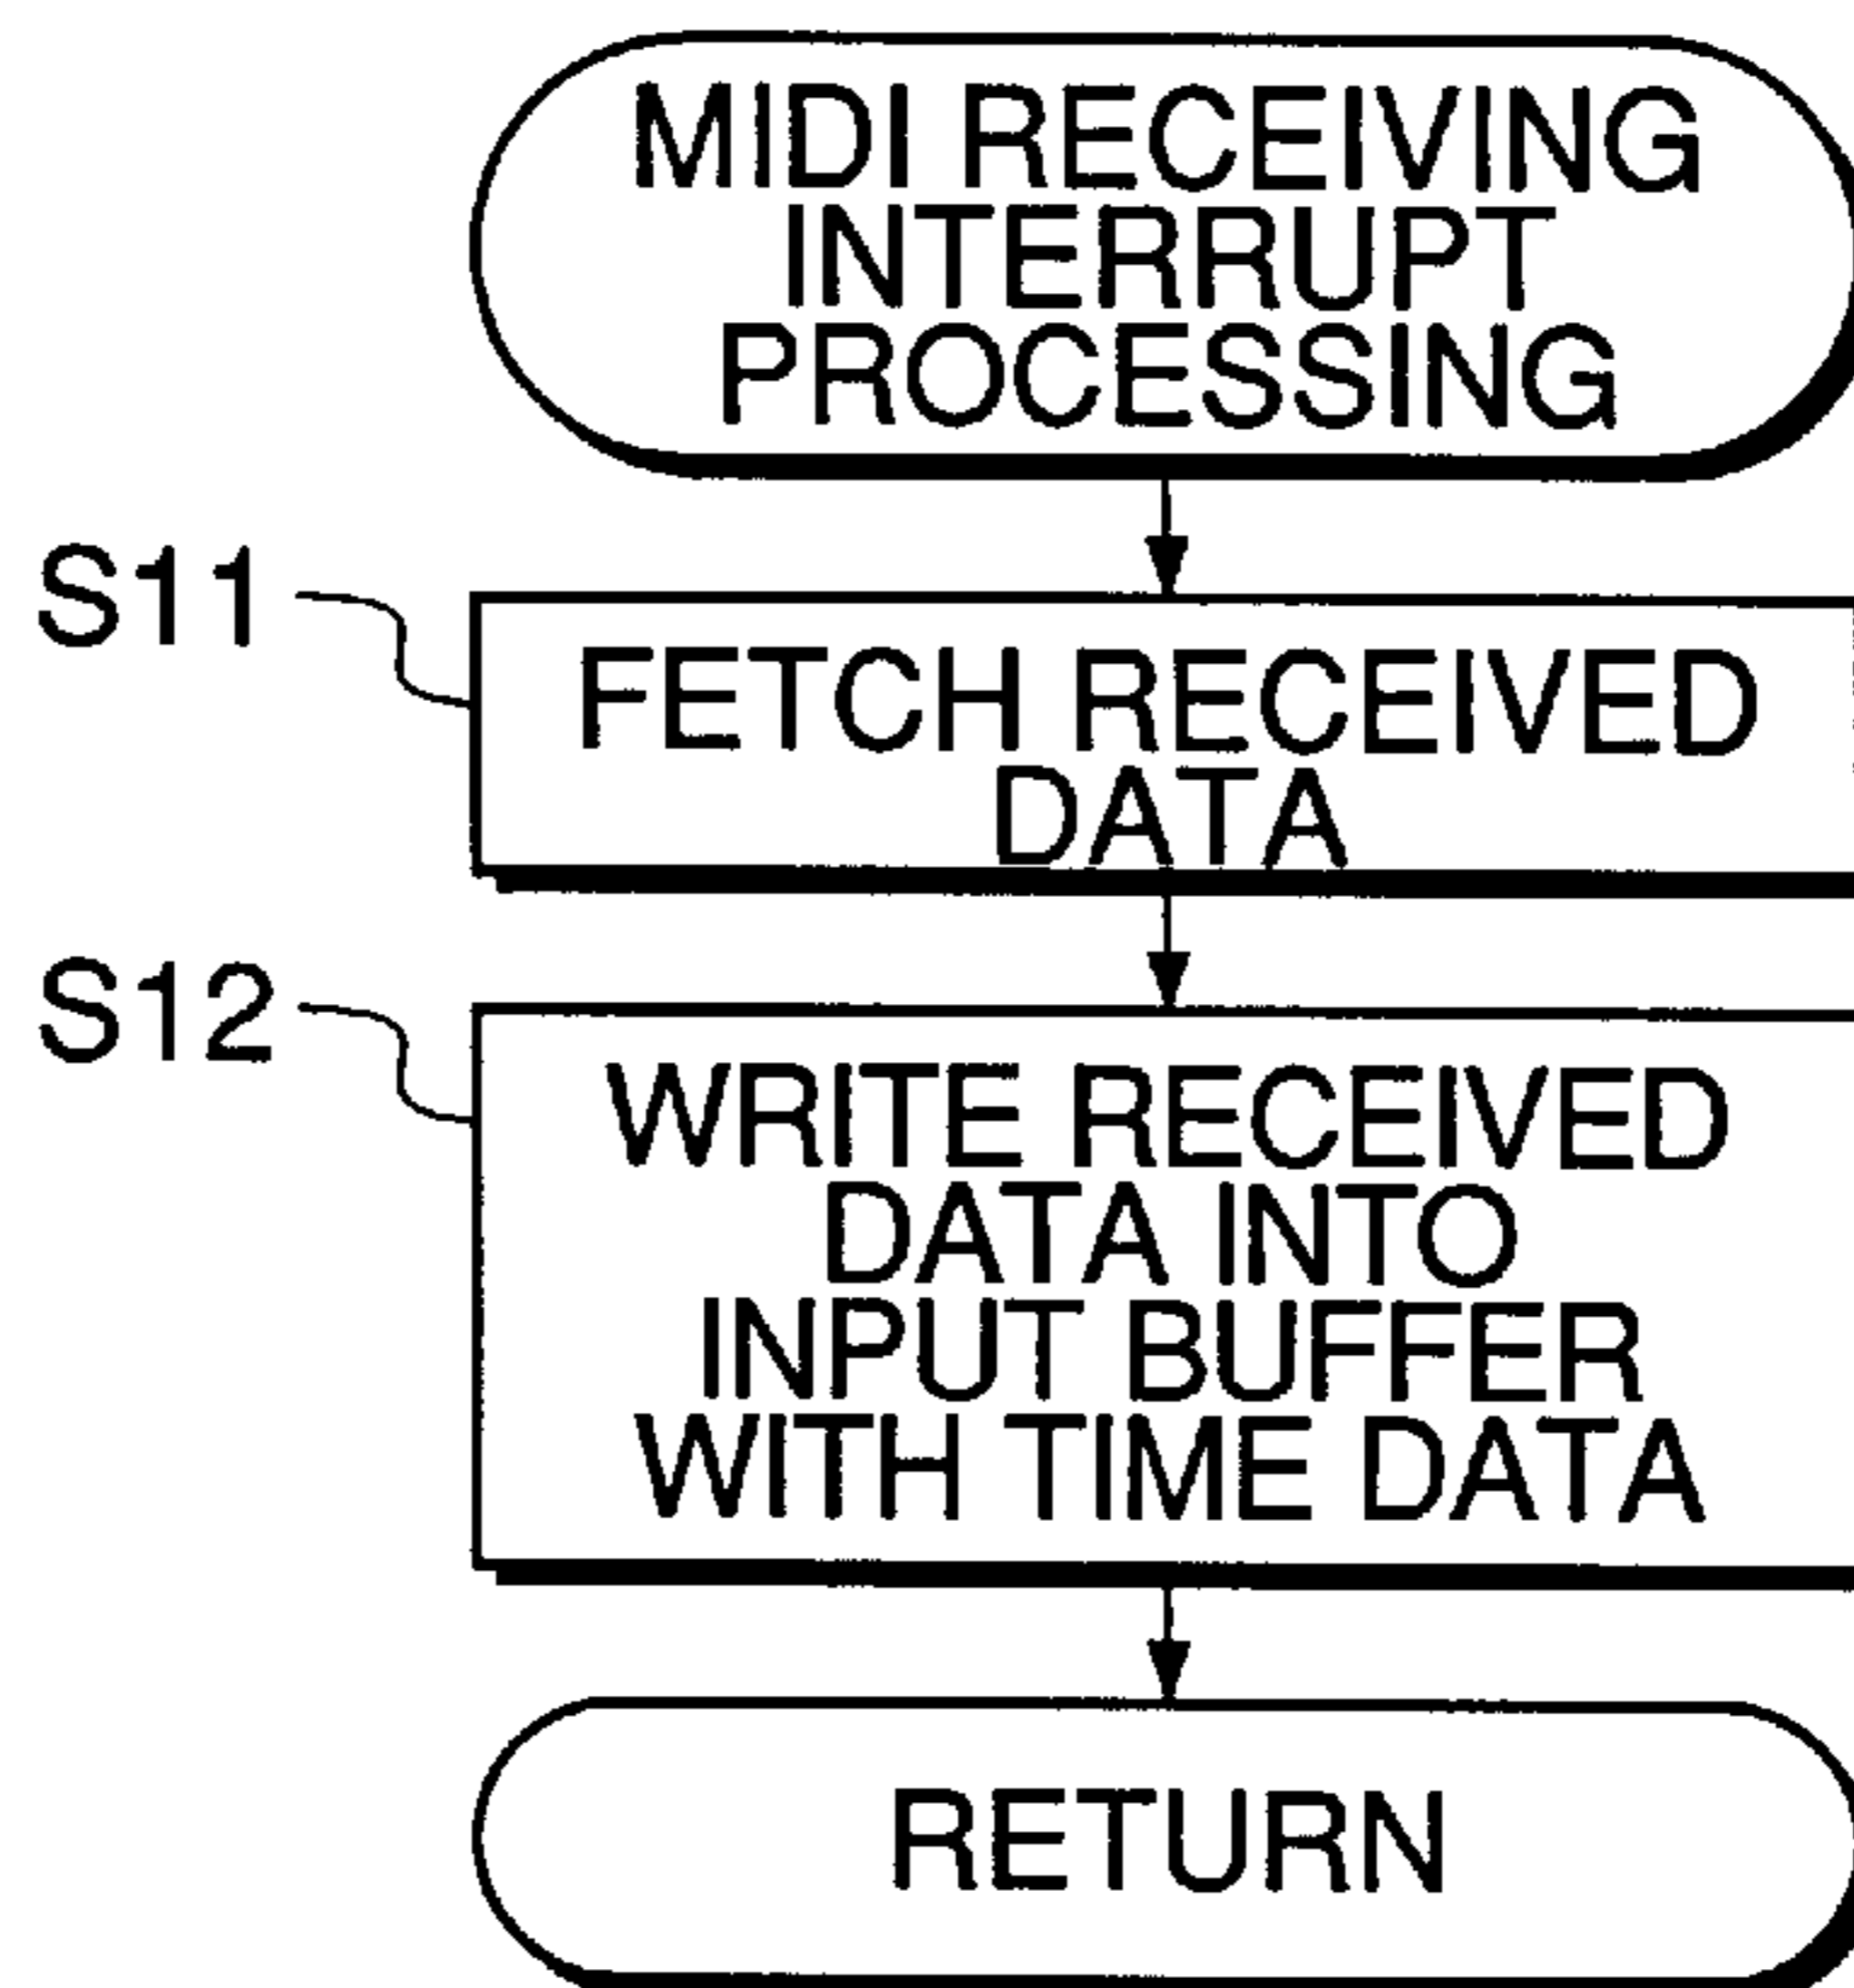 MIDI RECEIVING
INTERRUPT
PROCESSING
S11
FETCH RECEIVED
DATA
S12
WRITE RECEIVED
DATA INTO
INPUT BUFFER
WITH TIME DATA
RETURN